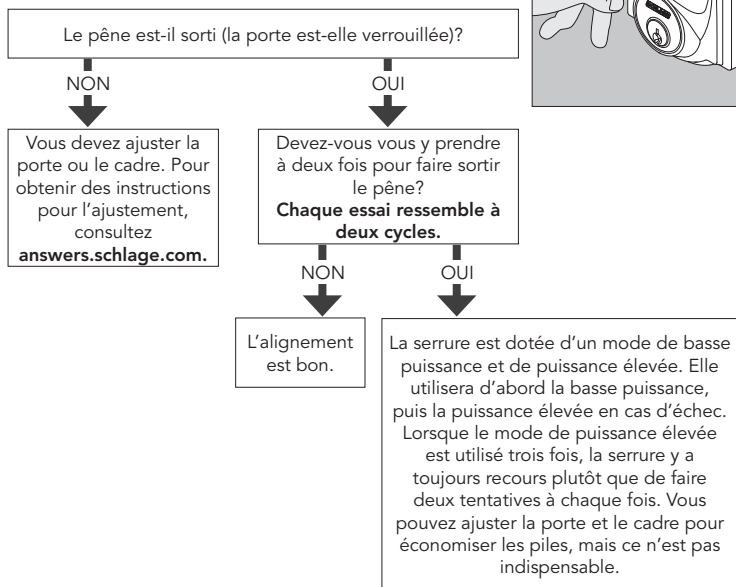 Le pêne est-il sorti (la porte est-elle verrouillée)?
NON
OUI
Vous devez ajuster la
porte ou le cadre. Pour
obtenir des instructions
pour l'ajustement,
consultez
answers.schlage.com.
Devez-vous vous y prendre
à deux fois pour faire sortir
le pêne?
Chaque essai ressemble à
deux cycles.
NON
OUI
L'alignement
est bon.
La serrure est dotée d'un mode de basse
puissance et de puissance élevée. Elle
utilisera d'abord la basse puissance,
puis la puissance élevée en cas d'échec.
Lorsque le mode de puissance élevée
est utilisé trois fois, la serrure y a
toujours recours plutôt que de faire
deux tentatives à chaque fois. Vous
pouvez ajuster la porte et le cadre pour
économiser les piles, mais ce n'est pas
indispensable.